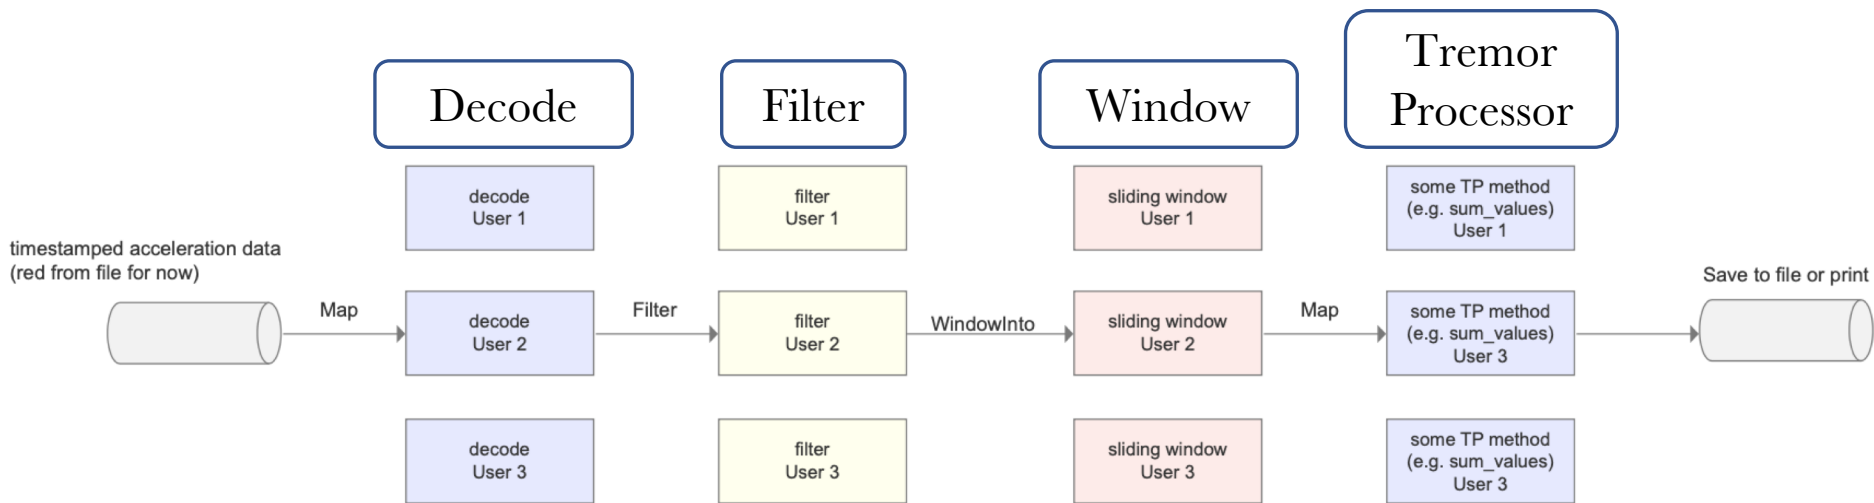 Decode
Filter
Window
Tremor
Processor
decode
User 1
filter
User 1
sliding window
User 1
some TP method
(e.g. sum_values)
User 1
timestamped acceleration data
(red from file for now)
Map
decode
User 2
Filter
filter
User 2
WindowInto
sliding window
User 2
Map
some TP method
(e.g. sum_values)
User 3
Save to file or print
decode
User 3
filter
User 3
sliding window
User 3
some TP method
(e.g. sum_values)
User 3